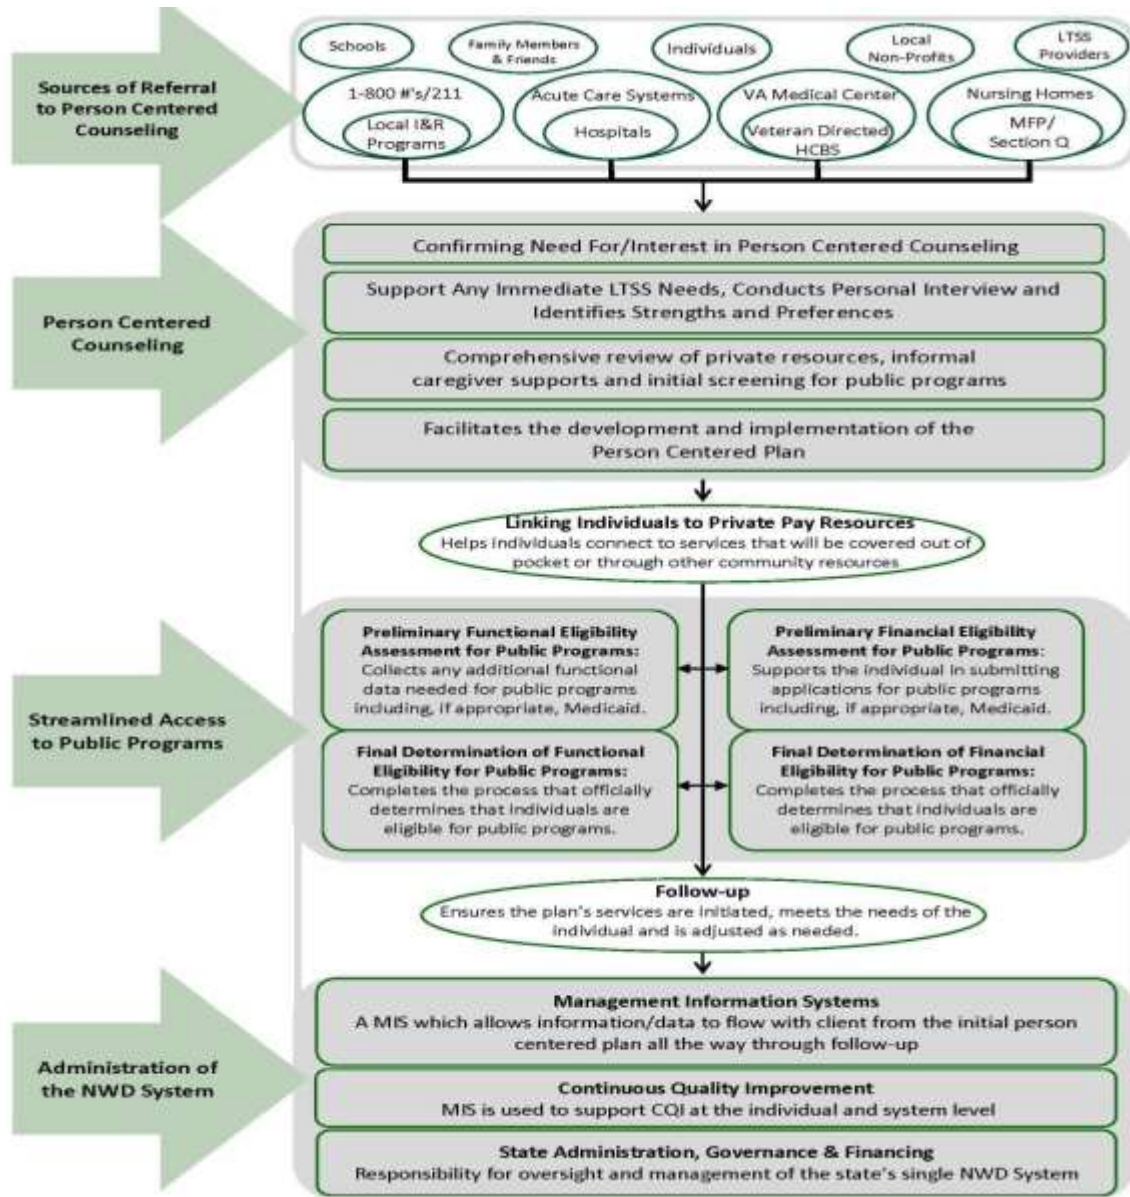 Sources of Referral
to Person Centered
Counseling
Schools
Family Members
& Friends
Individuals
Local
Non-Profits
LTSS
Providers
1-800 #'s/211
Local I&R
Programs
Acute Care Systems
Hospitals
VA Medical Center
Veteran Directed
HCBS
Nursing Homes
MFP/
Section Q
Person Centered
Counseling
Confirming Need For/Interest in Person Centered Counseling
Support Any Immediate LTSS Needs, Conducts Personal Interview and
Identifies Strengths and Preferences
Comprehensive review of private resources, informal
caregiver supports and initial screening for public programs
Facilitates the development and implementation of the
Person Centered Plan
Linking Individuals to Private Pay Resources
Helps individuals connect to services that will be covered out of
pocket or through other community resources
Streamlined Access
to Public Programs
Preliminary Functional Eligibility
Assessment for Public Programs:
Collects any additional functional
data needed for public programs
including, if appropriate, Medicaid.
Preliminary Financial Eligibility
Assessment for Public Programs:
Supports the individual in submitting
applications for public programs
including, if appropriate, Medicaid.
Final Determination of Functional
Eligibility for Public Programs:
Completes the process that officially
determines that individuals are
eligible for public programs.
Final Determination of Financial
Eligibility for Public Programs:
Completes the process that officially
determines that individuals are
eligible for public programs.
Follow-up
Ensures the plan's services are initiated, meets the needs of the
individual and is adjusted as needed.
Administration of
the NWD System
Management Information Systems
A MIS which allows information/data to flow with client from the initial person
centered plan all the way through follow-up
Continuous Quality Improvement
MIS is used to support CQI at the individual and system level
State Administration, Governance & Financing
Responsibility for oversight and management of the state's single NWD System